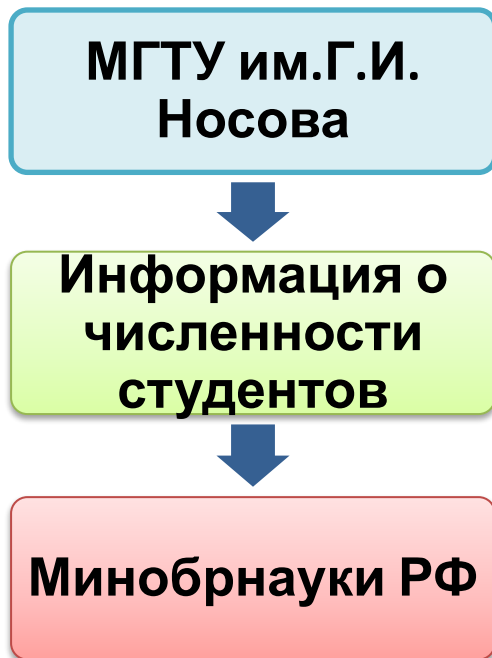 МГТУ им.Г.И.
Носова
Информация о
численности
студентов
Минобрнауки РФ